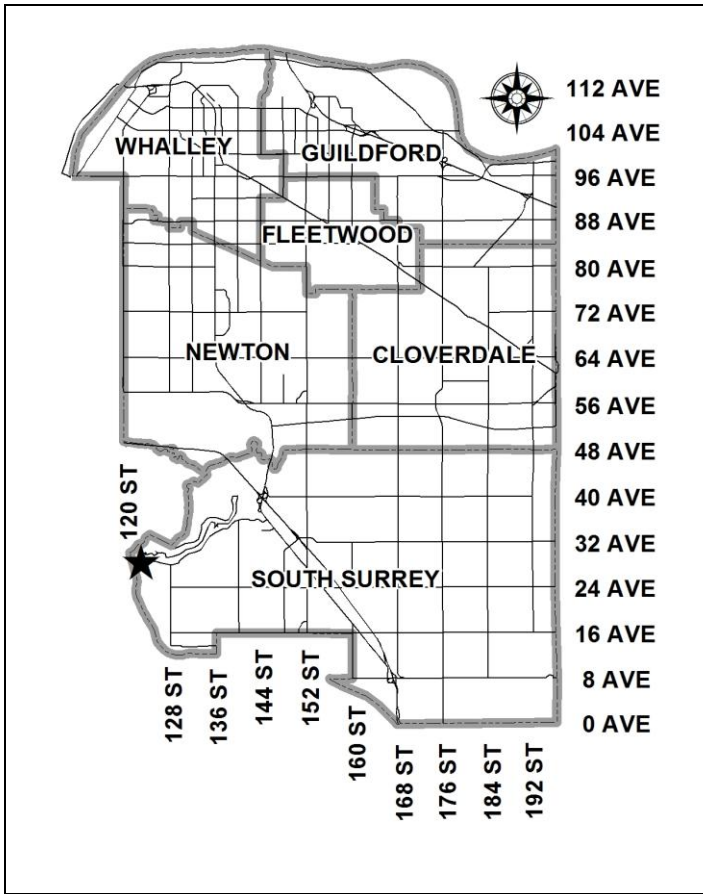 112 AVE
104 AVE
WHALLEY
GUILDFORD
96 AVE
88 AVE
FLEETWOOD
80 AVE
72 AVE
NEWTON
CLOVERDALE
64 AVE
56 AVE
48 AVE
120 ST
40 AVE
32 AVE
SOUTH SURREY
24 AVE
16 AVE
8 AVE
0 AVE
128 ST
136 ST
144 ST
152 ST
160 ST
168 ST
176 ST
184 ST
192 ST